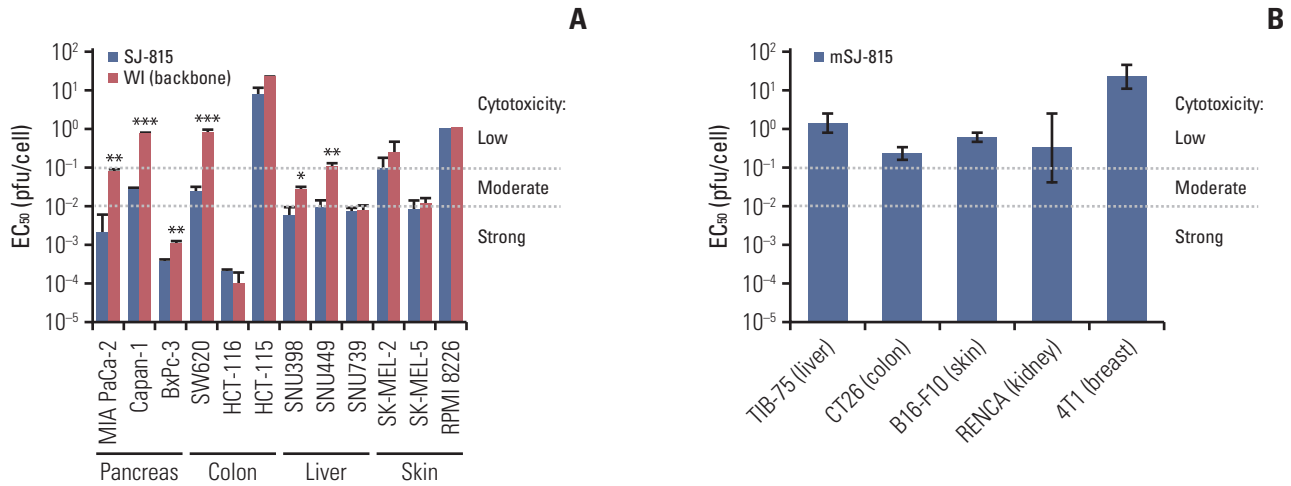 A
SJ-815
WI (backbone)
EC50 (pfu/cell)
10²
10¹
10⁰
10⁻¹
10⁻²
10⁻³
10⁻⁴
10⁻⁵
**
***
**
***
*
**
Cytotoxicity:
Low
Moderate
Strong
MIA PaCa-2
Capan-1
BxPc-3
SW620
HCT-116
HCT-115
SNU398
SNU449
SNU739
SK-MEL-2
SK-MEL-5
RPMI 8226
Pancreas
Colon
Liver
Skin
B
mSJ-815
EC50 (pfu/cell)
10²
10¹
10⁰
10⁻¹
10⁻²
10⁻³
10⁻⁴
10⁻⁵
Cytotoxicity:
Low
Moderate
Strong
TIB-75 (liver)
CT26 (colon)
B16-F10 (skin)
RENCA (kidney)
4T1 (breast)